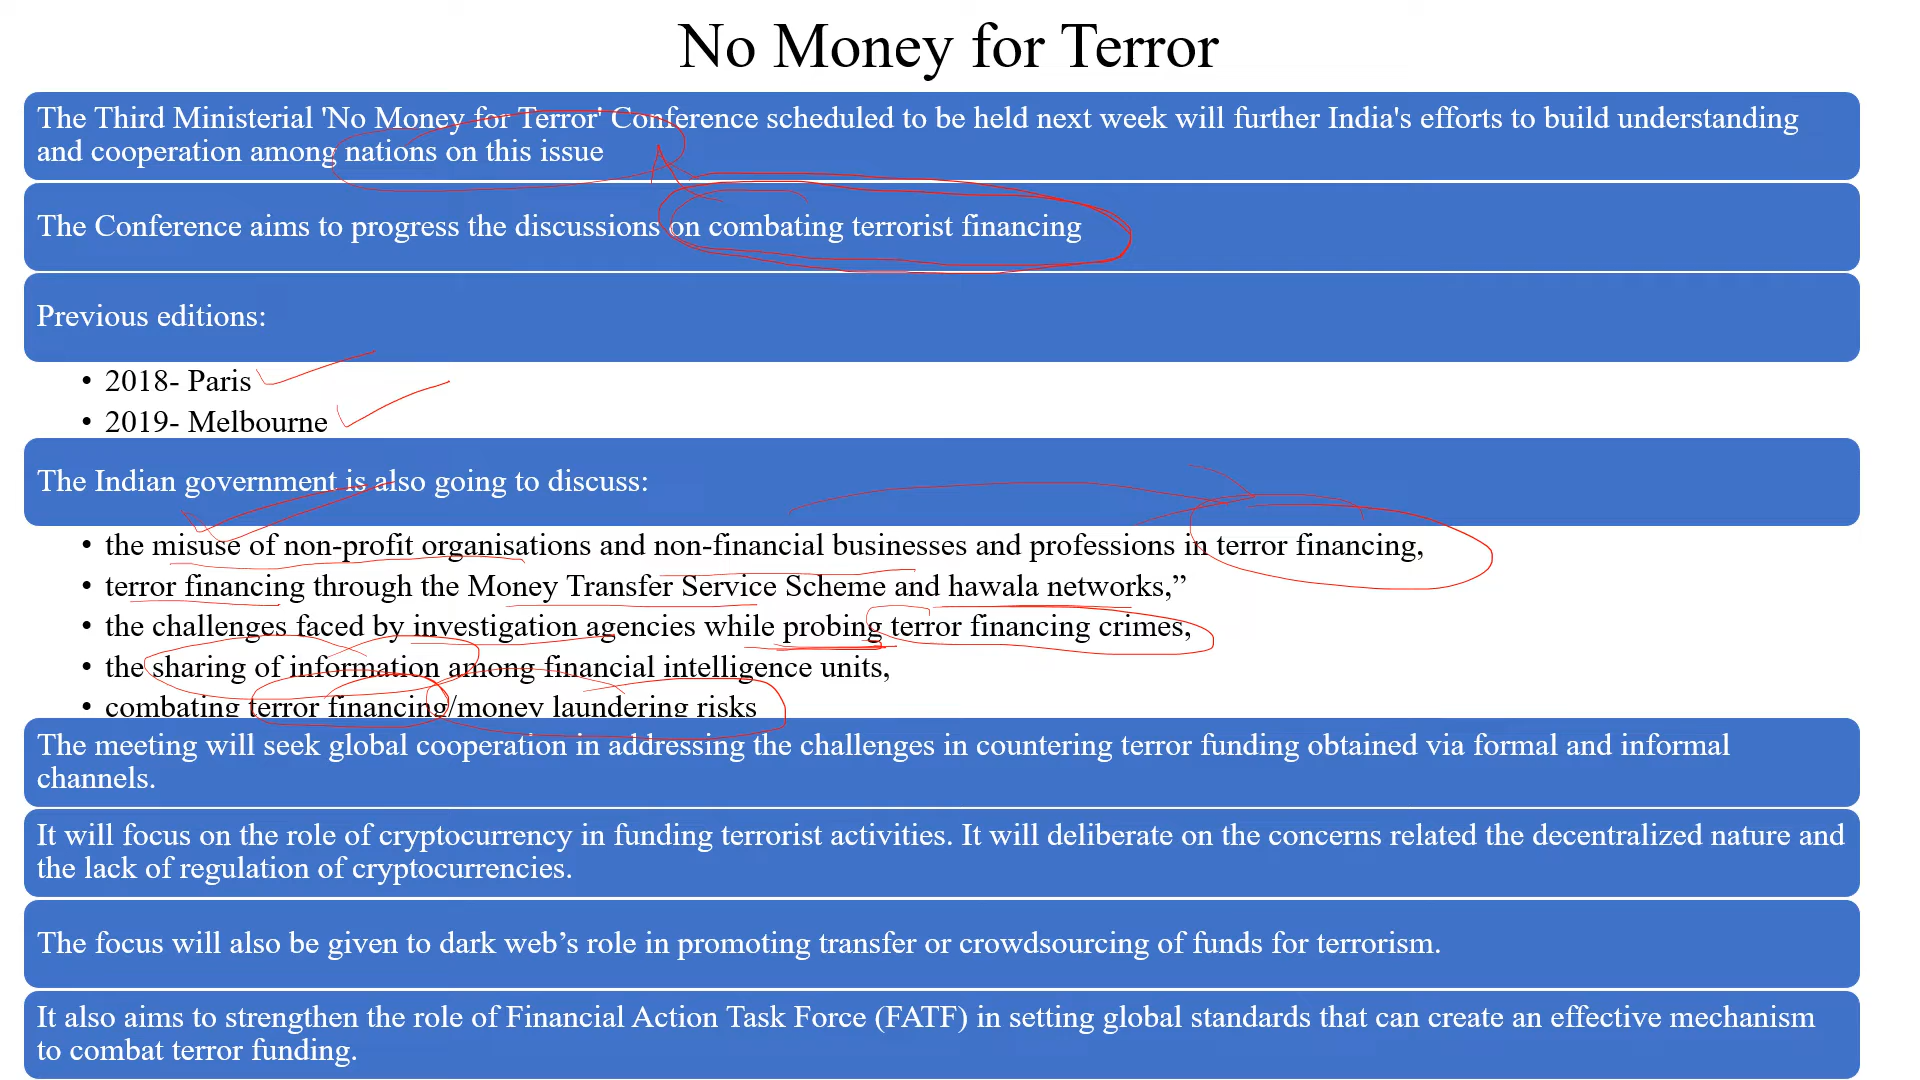 No Money for Terror
The Third Ministerial 'No Money for Terror' Conference scheduled to be held next week will further India's efforts to build understanding
and cooperation among nations on this issue
The Conference aims to progress the discussions on combating terrorist financing
Previous editions:
• 2018- Paris
• 2019- Melbourne
The Indian government is also going to discuss:
• the misuse of non-profit organisations and non-financial businesses and professions in terror financing,
• terror financing through the Money Transfer Service Scheme and hawala networks,”
• the challenges faced by investigation agencies while probing terror financing crimes,
• the sharing of information among financial intelligence units,
• combating terror financing/money laundering risks
The meeting will seek global cooperation in addressing the challenges in countering terror funding obtained via formal and informal
channels.
It will focus on the role of cryptocurrency in funding terrorist activities. It will deliberate on the concerns related the decentralized nature and
the lack of regulation of cryptocurrencies.
The focus will also be given to dark web’s role in promoting transfer or crowdsourcing of funds for terrorism.
It also aims to strengthen the role of Financial Action Task Force (FATF) in setting global standards that can create an effective mechanism
to combat terror funding.